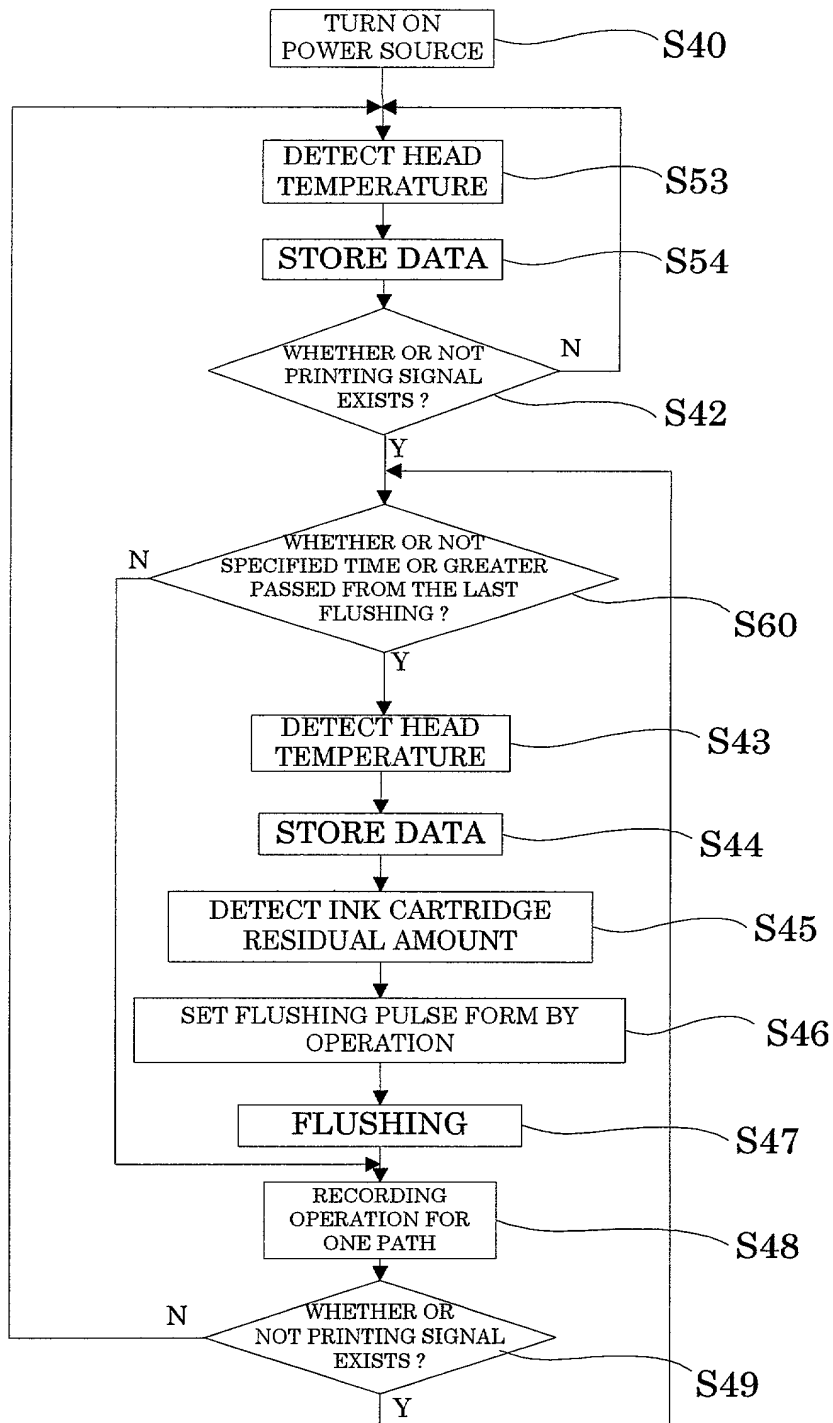 TURN ON
POWER SOURCE
S40
DETECT HEAD
TEMPERATURE
S53
STORE DATA
S54
WHETHER OR NOT
PRINTING SIGNAL
EXISTS ?
N
S42
Y
WHETHER OR NOT
SPECIFIED TIME OR GREATER
PASSED FROM THE LAST
FLUSHING ?
N
S60
Y
DETECT HEAD
TEMPERATURE
S43
STORE DATA
S44
DETECT INK CARTRIDGE
RESIDUAL AMOUNT
S45
SET FLUSHING PULSE FORM BY
OPERATION
S46
FLUSHING
S47
RECORDING
OPERATION FOR
ONE PATH
S48
WHETHER OR
NOT PRINTING SIGNAL
EXISTS ?
N
S49
Y